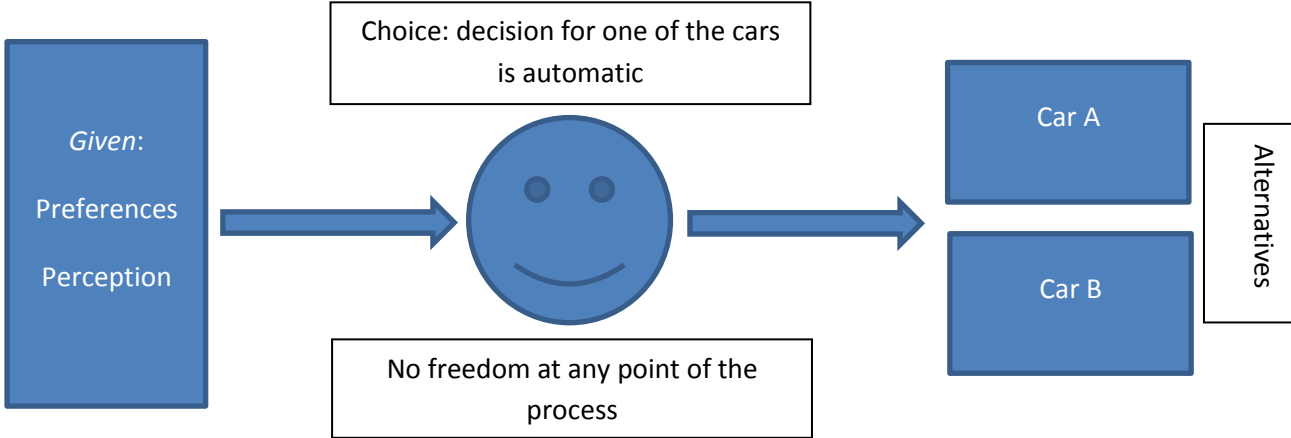 Choice: decision for one of the cars
is automatic
Given:
Preferences
Perception
Car A
Car B
Alternatives
No freedom at any point of the
process